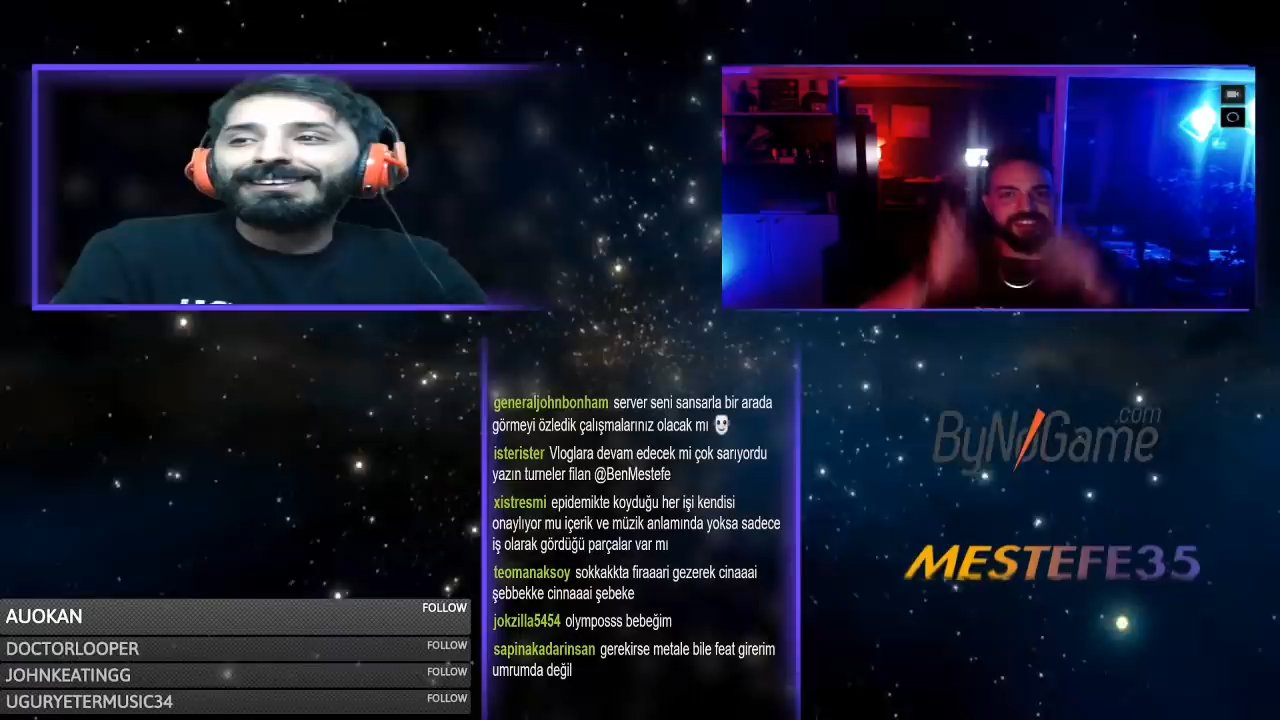 generaljohnbonham server seni sansarla bir arada
görmeyi özledik çalışmalarınız olacak mı
isterister Vloglara devam edecek mi çok sarıyordu
yazın turneler filan @BenMestefe
xistresmi epidemikte koyduğu her işi kendisi
onaylıyor mu içerik ve müzik anlamında yoksa sadece
iş olarak gördüğü parçalar var mı
teomanaksoy sokkakkta firaaari gezerek cinaaai
şebbekke cinnaaai şebeke
jokzilla5454 olymposss bebeğim
sapinakadarinsan gerekirse metale bile feat girerim
umrumda değil
ByNoGame.com
MESTEFE35
AUOKAN FOLLOW
DOCTORLOOPER FOLLOW
JOHNKEATINGG FOLLOW
UGURYETERMUSIC34 FOLLOW